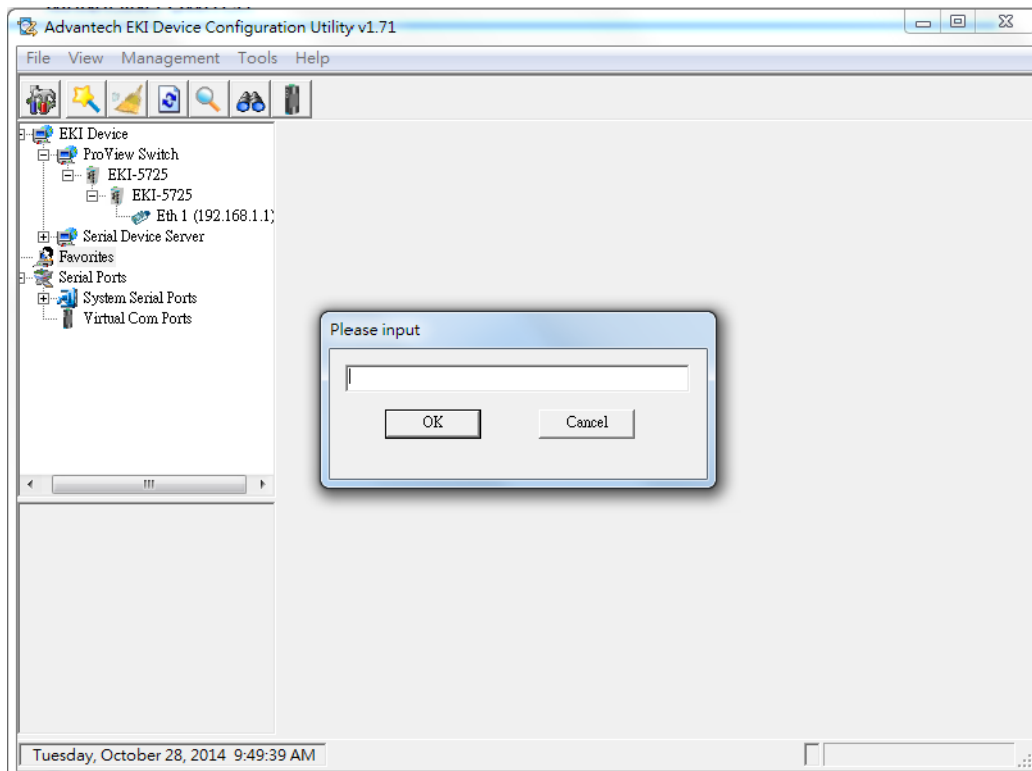 Advantech EKI Device Configuration Utility v1.71
File View Management Tools Help
EKI Device
ProView Switch
EKI-5725
EKI-5725
Eth 1 (192.168.1.1)
Serial Device Server
Favorites
Serial Ports
System Serial Ports
Virtual Com Ports
Please input
OK Cancel
Tuesday, October 28, 2014 9:49:39 AM